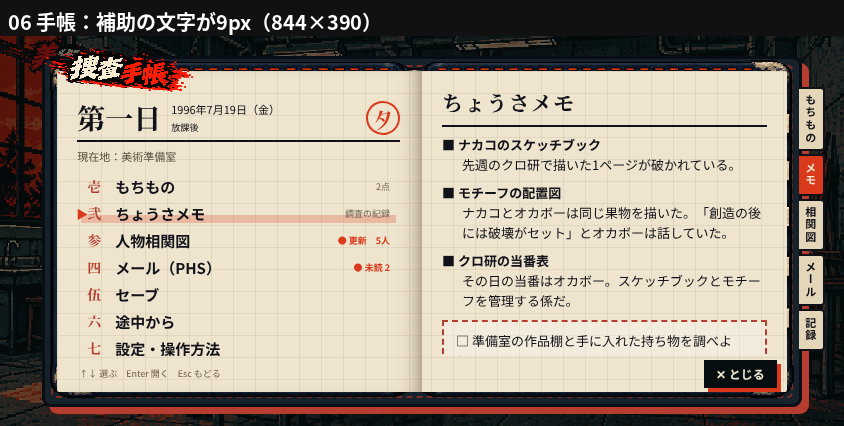 06 手帳：補助の文字が9px（844×390）
捜査手帳
第一日
1996年7月19日（金）
放課後
夕
現在地：美術準備室
壱 もちもの 2点
▶弐 ちょうさメモ 調査の記録
参 人物相関図 ●更新 5人
四 メール（PHS） ●未読 2
伍 セーブ
六 途中から
七 設定・操作方法
↑↓ 選ぶ Enter 開く Esc もどる
ちょうさメモ
■ ナカコのスケッチブック
先週のクロ研で描いた1ページが破かれている。
■ モチーフの配置図
ナカコとオカボーは同じ果物を描いた。「創造の後
には破壊がセット」とオカボーは話していた。
■ クロ研の当番表
その日の当番はオカボー。スケッチブックとモチー
フを管理する係だ。
□ 準備室の作品棚と手に入れた持ち物を調べよ
✕ とじる
もちもの
メモ
相関図
メール
記録